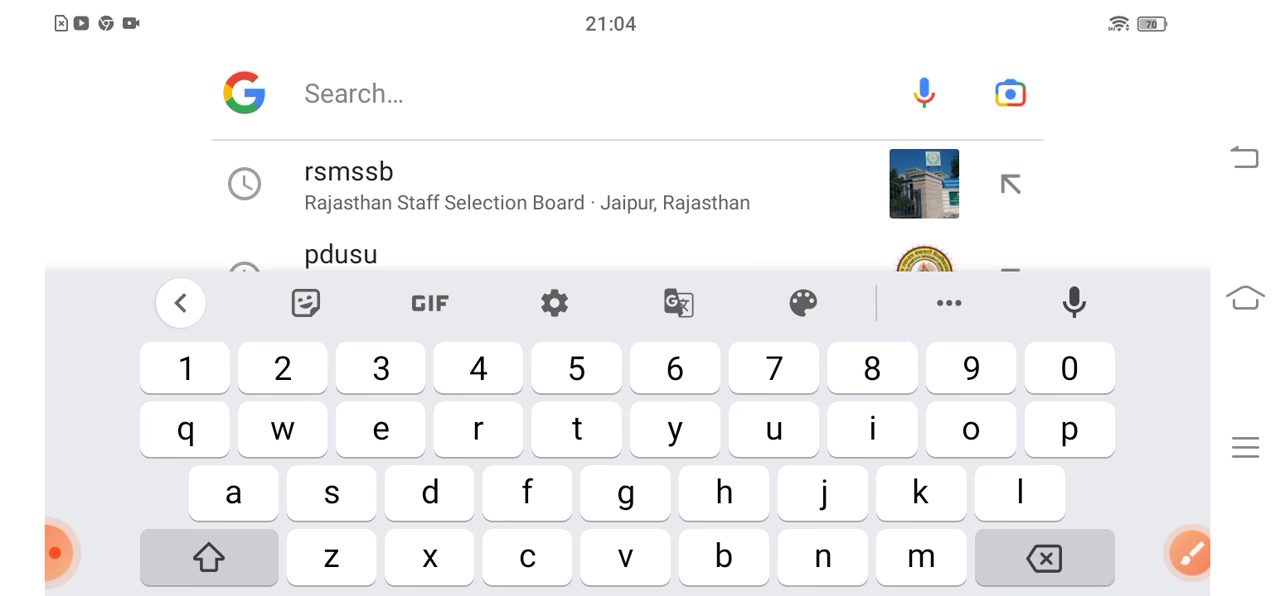 21:04
70
Search...
rsmssb
Rajasthan Staff Selection Board · Jaipur, Rajasthan
pdusu
GIF
1 2 3 4 5 6 7 8 9 0
q w e r t y u i o p
a s d f g h j k l
z x c v b n m